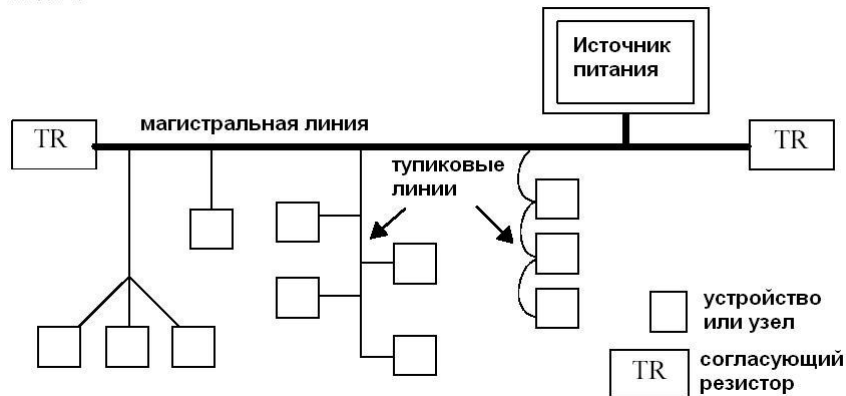 Источник
питания
TR
магистральная линия
TR
тупиковые
линии
устройство
или узел
TR
согласующий
резистор